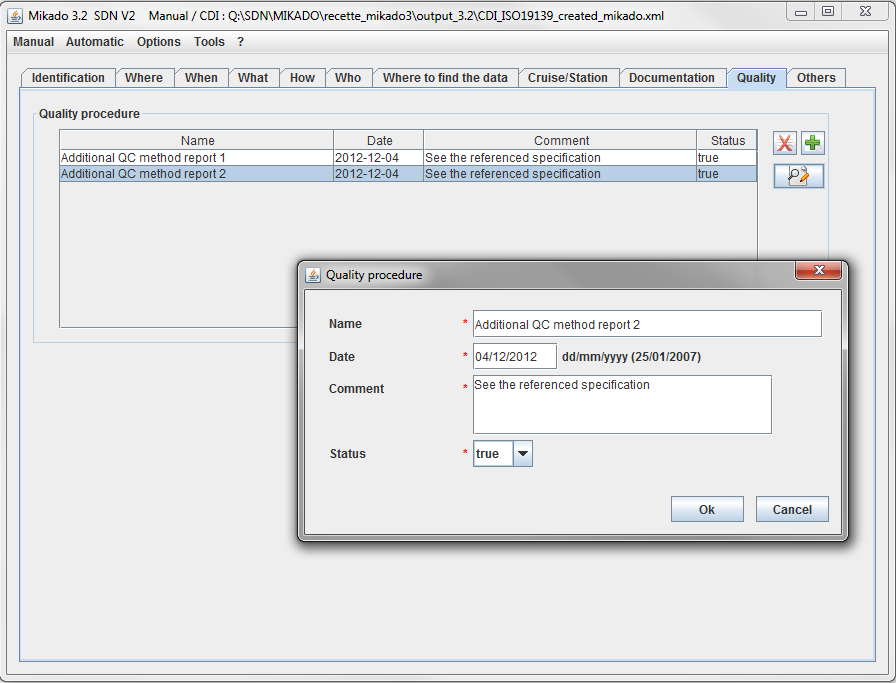 Mikado 3.2 SDN V2 Manual / CDI : Q:\SDN\MIKADO\recette_mikado3\output_3.2\CDI_ISO19139_created_mikado.xml
Manual Automatic Options Tools ?
Identification Where When What How Who Where to find the data Cruise/Station Documentation Quality Others
Quality procedure
Name Date Comment Status
Additional QC method report 1 2012-12-04 See the referenced specification true
Additional QC method report 2 2012-12-04 See the referenced specification true
Quality procedure
Name * Additional QC method report 2
Date * 04/12/2012 dd/mm/yyyy (25/01/2007)
Comment * See the referenced specification
Status * true
Ok Cancel